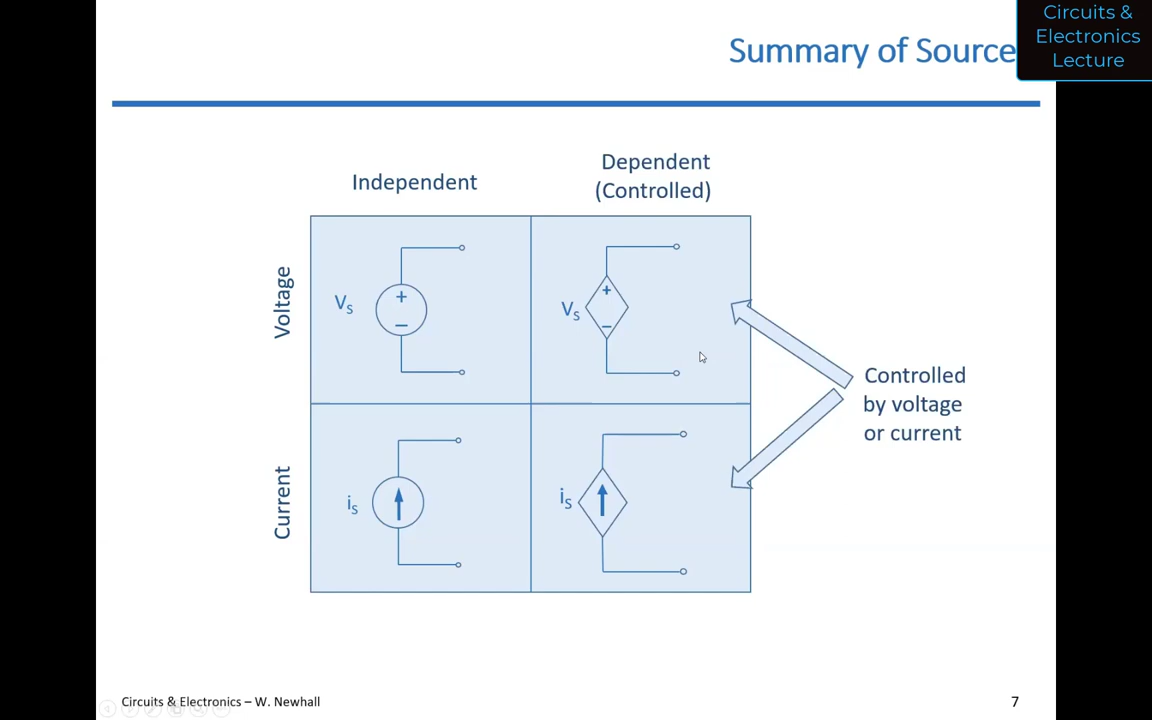 Circuits &
Electronics
Lecture
Summary of Source
Independent
Dependent
(Controlled)
Voltage
Vs
+
−
Vs
+
−
Controlled
by voltage
or current
Current
is
is
Circuits & Electronics – W. Newhall
7